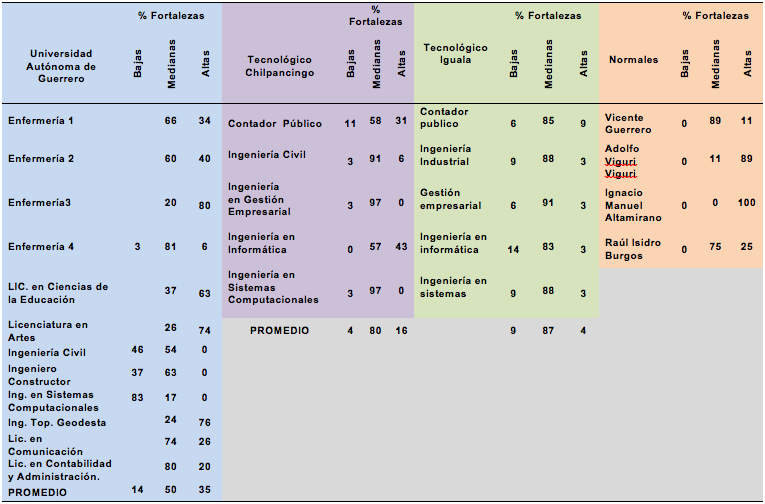 % Fortalezas
Universidad
Autónoma de
Guerrero
Bajas
Medianas
Altas
Enfermería 1 66 34
Enfermería 2 60 40
Enfermería3 20 80
Enfermería 4 3 81 6
LIC. en Ciencias de
la Educación 37 63
Licenciatura en
Artes 26 74
Ingeniería Civil 46 54 0
Ingeniero
Constructor 37 63 0
Ing. en Sistemas
Computacionales 83 17 0
Ing. Top. Geodesta 24 76
Lic. en
Comunicación 74 26
Lic. en Contabilidad
y Administración. 80 20
PROMEDIO 14 50 35
%
Fortalezas
Tecnológico
Chilpancingo
Bajas
Medianas
Altas
Contador Público 11 58 31
Ingeniería Civil 3 91 6
Ingeniería
en Gestión
Empresarial 3 97 0
Ingeniería en
Informática 0 57 43
Ingeniería en
Sistemas
Computacionales 3 97 0
PROMEDIO 4 80 16
% Fortalezas
Tecnológico
Iguala
Bajas
Medianas
Altas
Contador
publico 6 85 9
Ingeniería
Industrial 9 88 3
Gestión
empresarial 6 91 3
Ingeniería en
informática 14 83 3
Ingeniería en
sistemas 9 88 3
9 87 4
% Fortalezas
Normales
Bajas
Medianas
Altas
Vicente
Guerrero 0 89 11
Adolfo
Viguri
Viguri 0 11 89
Ignacio
Manuel
Altamirano 0 0 100
Raúl Isidro
Burgos 0 75 25